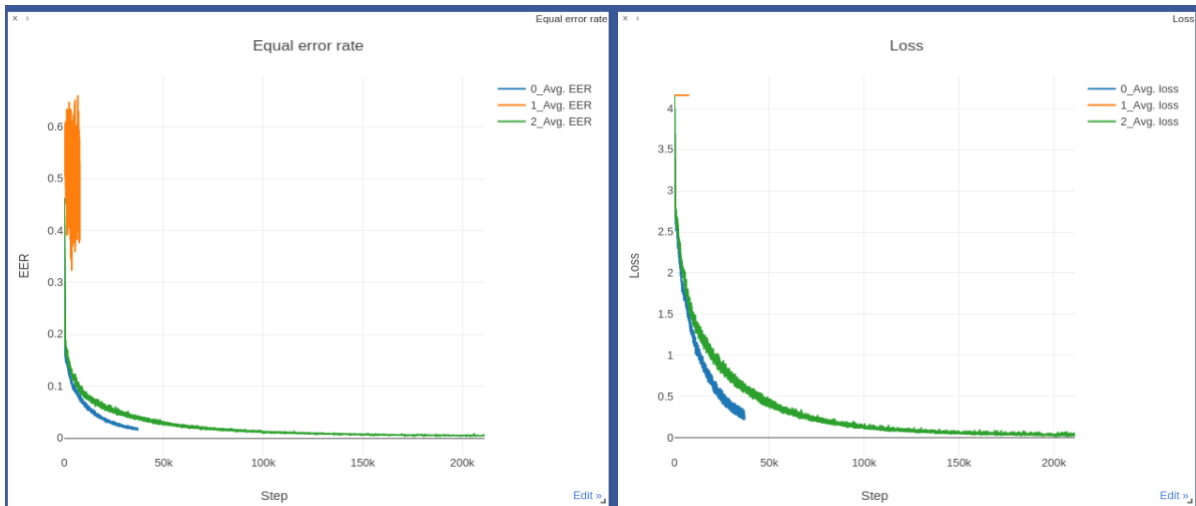 Equal error rate
Equal error rate
0_Avg. EER
1_Avg. EER
2_Avg. EER
0.6
0.5
0.4
0.3
0.2
0.1
0
EER
0 50k 100k 150k 200k
Step
Edit »
Loss
Loss
0_Avg. loss
1_Avg. loss
2_Avg. loss
4
3.5
3
2.5
2
1.5
1
0.5
0
Loss
0 50k 100k 150k 200k
Step
Edit »